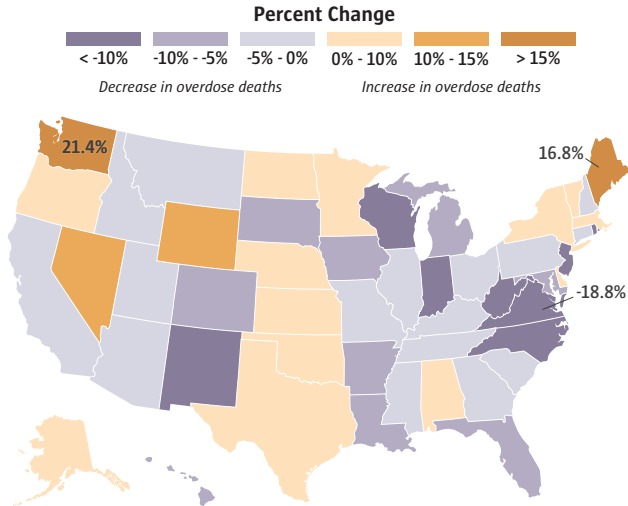 Percent Change
< -10% -10% - -5% -5% - 0% 0% - 10% 10% - 15% > 15%
Decrease in overdose deaths Increase in overdose deaths
21.4%
16.8%
-18.8%